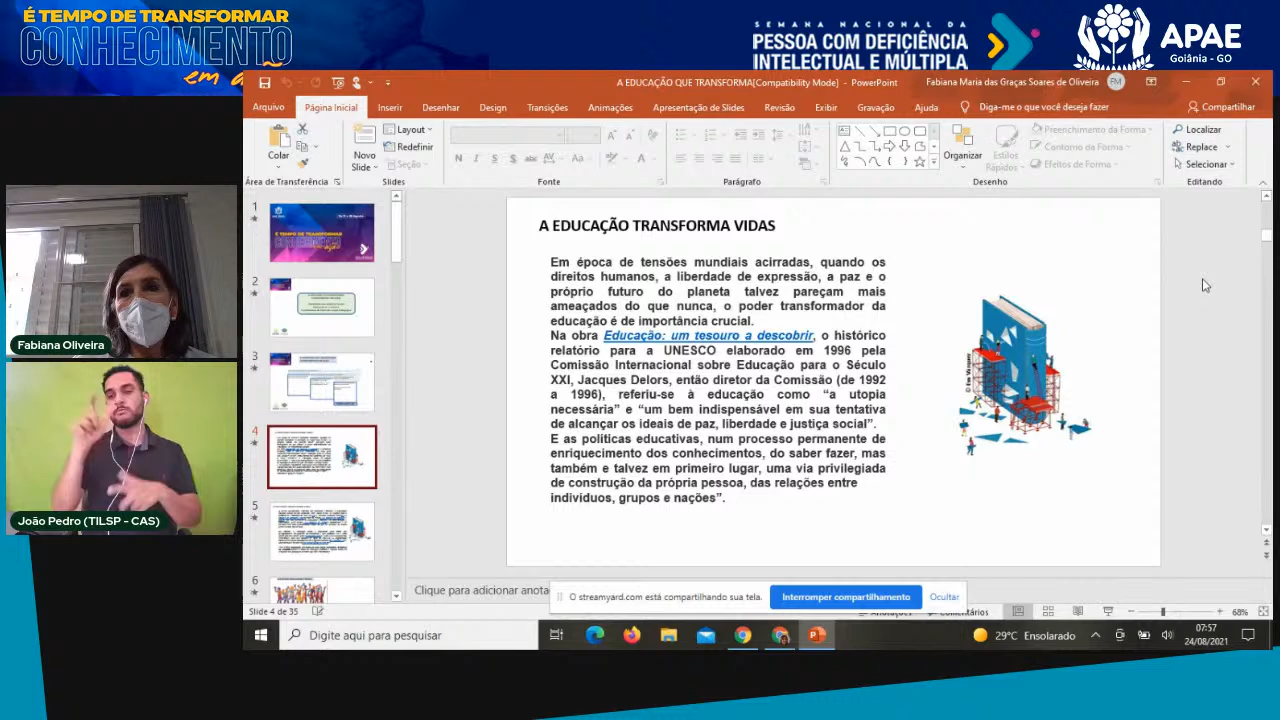 É TEMPO DE TRANSFORMAR
CONHECIMENTO
em a
SEMANA NACIONAL DA
PESSOA COM DEFICIÊNCIA
INTELECTUAL E MÚLTIPLA
APAE
Goiânia - GO
A EDUCAÇÃO QUE TRANSFORMA[Compatibility Mode] - PowerPoint
Fabiana Maria das Graças Soares de Oliveira
FM
Arquivo Página Inicial Inserir Desenhar Design Transições Animações Apresentação de Slides Revisão Exibir Gravação Ajuda Diga-me o que você deseja fazer Compartilhar
Colar
Novo
Slide
Layout
Redefinir
Seção
Organizar
Estilos
Rápidos
Preenchimento da Forma
Contorno da Forma
Efeitos de Forma
Localizar
Replace
Selecionar
Área de Transferência Slides Fonte Parágrafo Desenho Editando
1
É TEMPO DE TRANSFORMAR
CONHECIMENTO
2
3
4
5
6
A EDUCAÇÃO TRANSFORMA VIDAS
Em época de tensões mundiais acirradas, quando os
direitos humanos, a liberdade de expressão, a paz e o
próprio futuro do planeta talvez pareçam mais
ameaçados do que nunca, o poder transformador da
educação é de importância crucial.
Na obra Educação: um tesouro a descobrir, o histórico
relatório para a UNESCO elaborado em 1996 pela
Comissão Internacional sobre Educação para o Século
XXI, Jacques Delors, então diretor da Comissão (de 1992
a 1996), referiu-se à educação como “a utopia
necessária” e “um bem indispensável em sua tentativa
de alcançar os ideais de paz, liberdade e justiça social”.
E as políticas educativas, num processo permanente de
enriquecimento dos conhecimentos, do saber fazer, mas
também e talvez em primeiro lugar, uma via privilegiada
de construção da própria pessoa, das relações entre
indivíduos, grupos e nações”.
Fabiana Oliveira
João Pedro (TILSP - CAS)
Clique para adicionar anota
O streamyard.com está compartilhando sua tela.
Interromper compartilhamento
Ocultar
Slide 4 de 35
68%
Digite aqui para pesquisar
29°C Ensolarado
07:57
24/08/2021